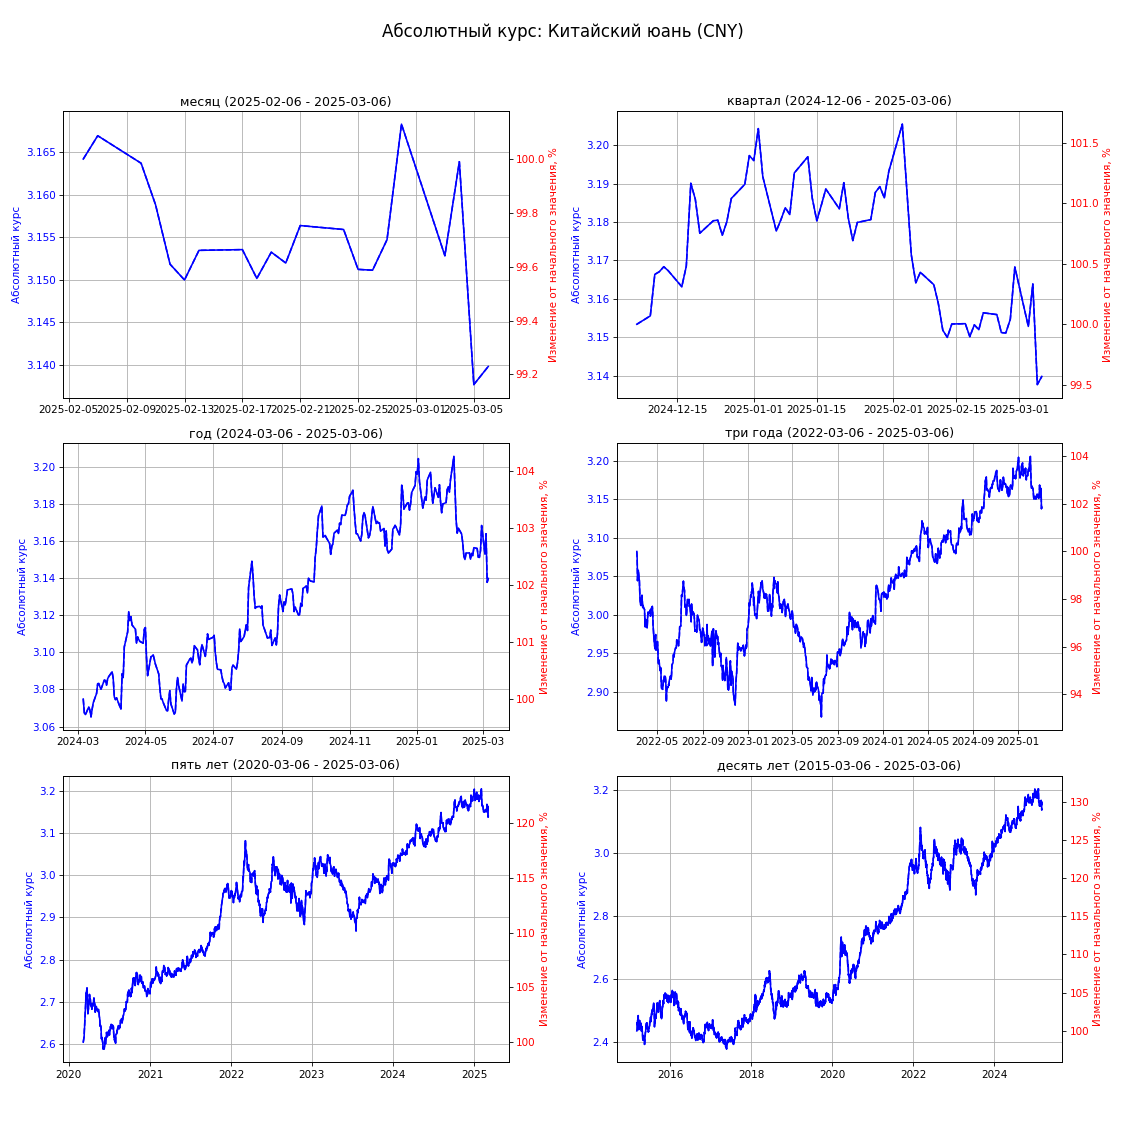 Абсолютный курс: Китайский юань (CNY)
месяц (2025-02-06 - 2025-03-06)
Абсолютный курс
3.165
3.160
3.155
3.150
3.145
3.140
100.0
99.8
99.6
99.4
99.2
Изменение от начального значения, %
2025-02-05 2025-02-09 2025-02-13 2025-02-17 2025-02-21 2025-02-25 2025-03-01 2025-03-05
квартал (2024-12-06 - 2025-03-06)
Абсолютный курс
3.20
3.19
3.18
3.17
3.16
3.15
3.14
101.5
101.0
100.5
100.0
99.5
Изменение от начального значения, %
2024-12-15 2025-01-01 2025-01-15 2025-02-01 2025-02-15 2025-03-01
год (2024-03-06 - 2025-03-06)
Абсолютный курс
3.20
3.18
3.16
3.14
3.12
3.10
3.08
3.06
104
103
102
101
100
Изменение от начального значения, %
2024-03 2024-05 2024-07 2024-09 2024-11 2025-01 2025-03
три года (2022-03-06 - 2025-03-06)
Абсолютный курс
3.20
3.15
3.10
3.05
3.00
2.95
2.90
104
102
100
98
96
94
Изменение от начального значения, %
2022-05 2022-09 2023-01 2023-05 2023-09 2024-01 2024-05 2024-09 2025-01
пять лет (2020-03-06 - 2025-03-06)
Абсолютный курс
3.2
3.1
3.0
2.9
2.8
2.7
2.6
120
115
110
105
100
Изменение от начального значения, %
2020 2021 2022 2023 2024 2025
десять лет (2015-03-06 - 2025-03-06)
Абсолютный курс
3.2
3.0
2.8
2.6
2.4
130
125
120
115
110
105
100
Изменение от начального значения, %
2016 2018 2020 2022 2024